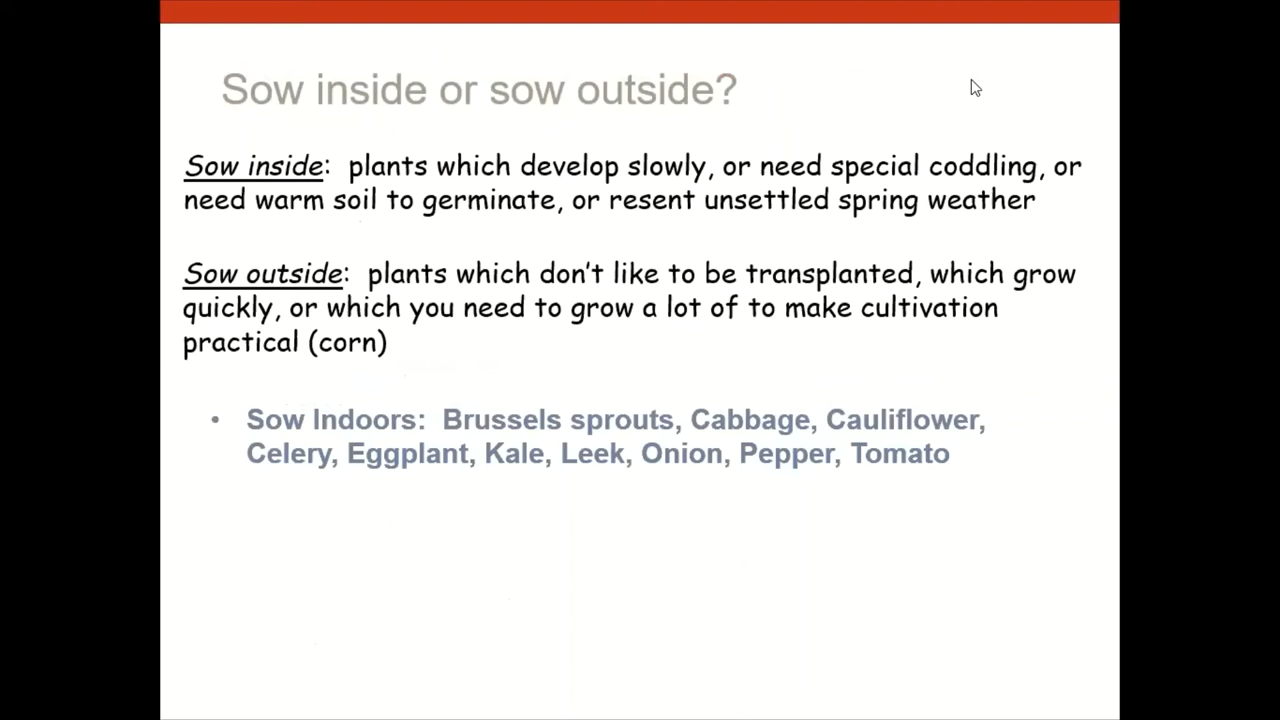 Sow inside or sow outside?
Sow inside:  plants which develop slowly, or need special coddling, or
need warm soil to germinate, or resent unsettled spring weather
Sow outside:  plants which don't like to be transplanted, which grow
quickly, or which you need to grow a lot of to make cultivation
practical (corn)
• Sow Indoors:  Brussels sprouts, Cabbage, Cauliflower,
Celery, Eggplant, Kale, Leek, Onion, Pepper, Tomato